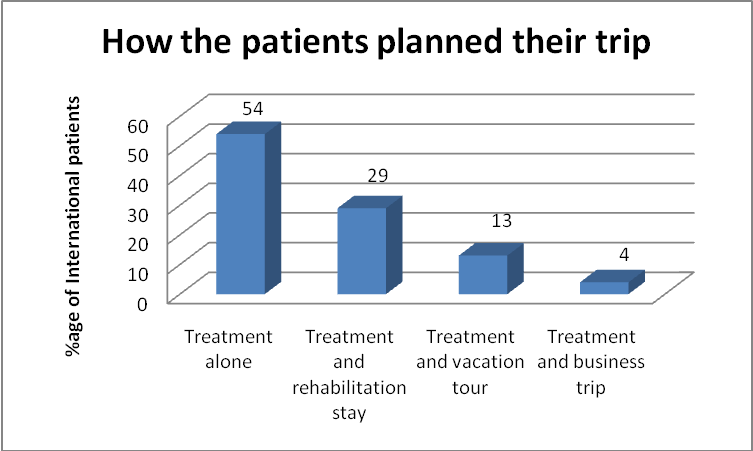 How the patients planned their trip
%age of International patients
60
50
40
30
20
10
0
54
29
13
4
Treatment
alone
Treatment
and
rehabilitation
stay
Treatment
and vacation
tour
Treatment
and business
trip